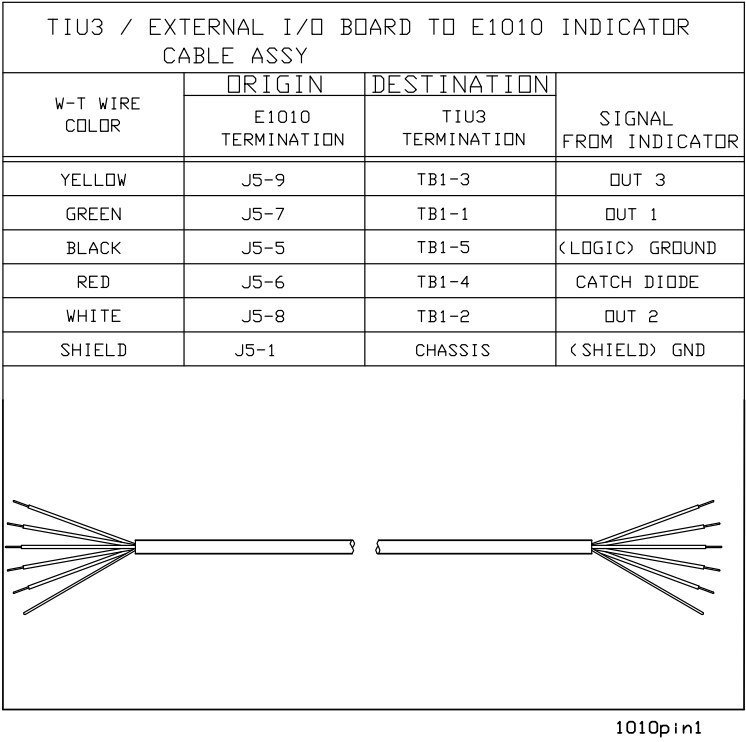 TIU3 / EXTERNAL I/O BOARD TO E1010 INDICATOR
CABLE ASSY
W-T WIRE COLOR
ORIGIN
DESTINATION
E1010 TERMINATION
TIU3 TERMINATION
SIGNAL FROM INDICATOR
YELLOW J5-9 TB1-3 OUT 3
GREEN J5-7 TB1-1 OUT 1
BLACK J5-5 TB1-5 (LOGIC) GROUND
RED J5-6 TB1-4 CATCH DIODE
WHITE J5-8 TB1-2 OUT 2
SHIELD J5-1 CHASSIS (SHIELD) GND
1010pin1